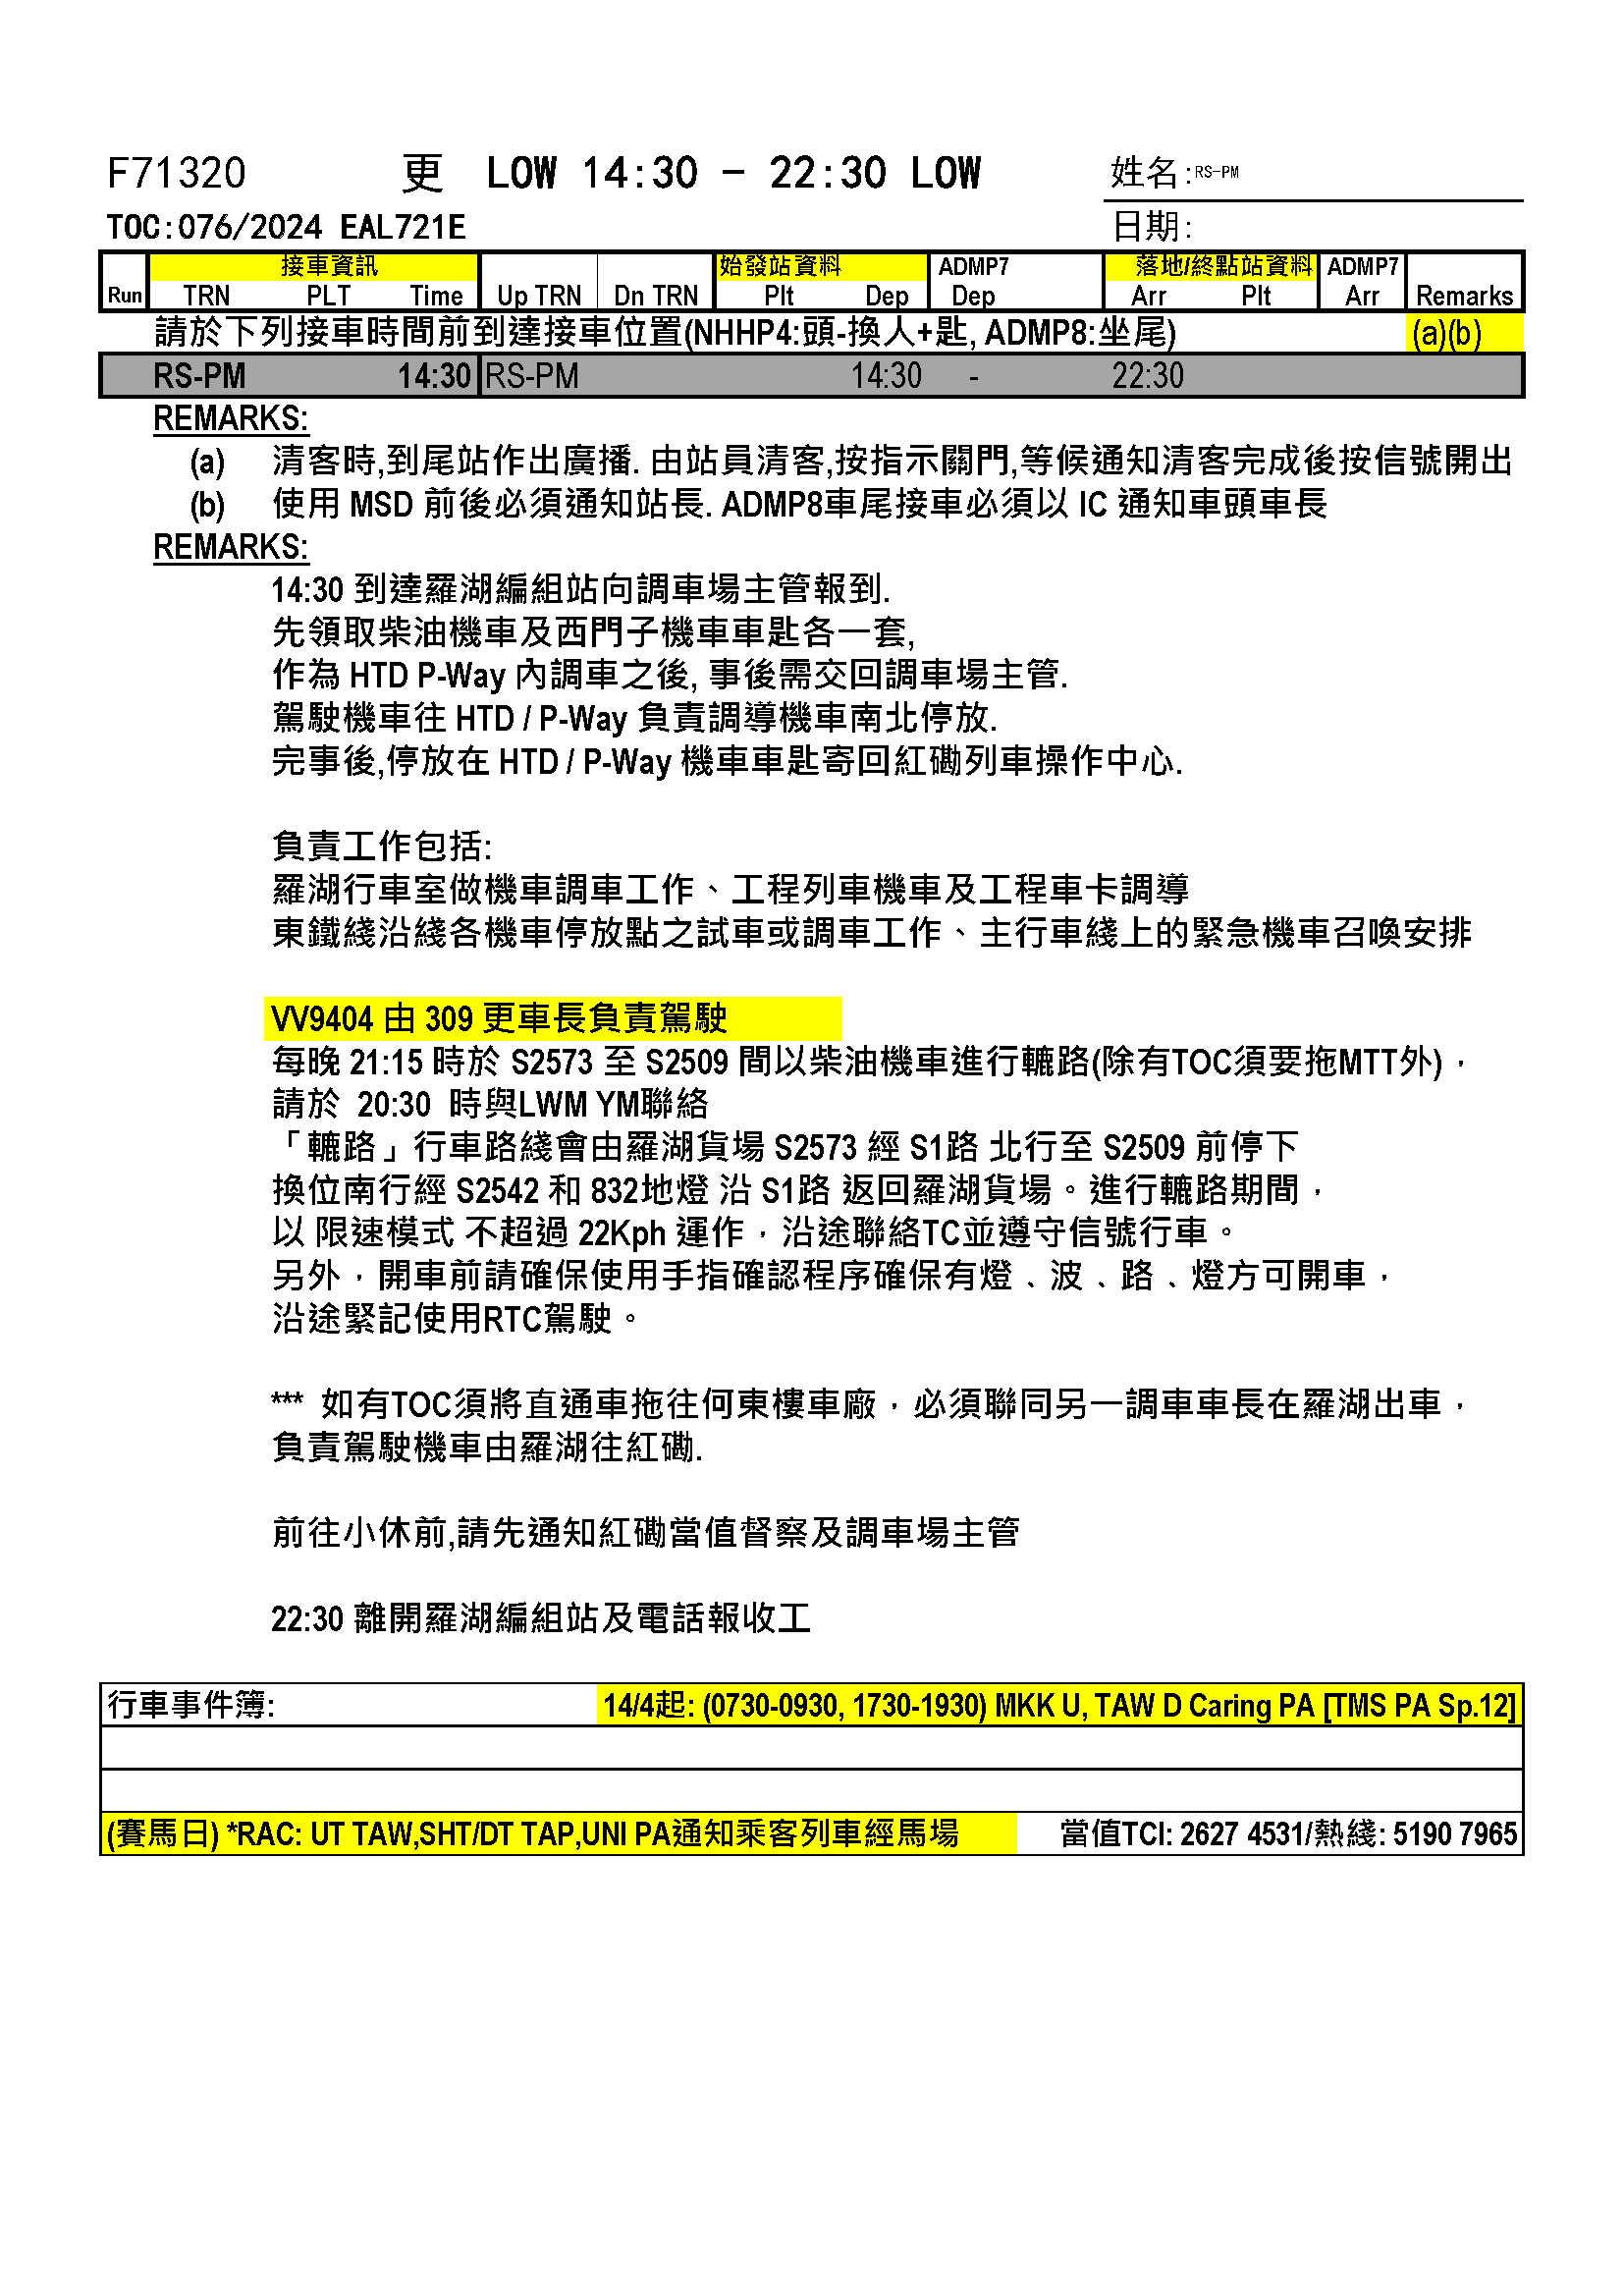 F71320 更 LOW 14:30 - 22:30 LOW 姓名:RS-PM
TOC:076/2024 EAL721E 日期:
接車資訊 始發站資料 ADMP7 落地/終點站資料 ADMP7
Run TRN PLT Time Up TRN Dn TRN Plt Dep Dep Arr Plt Arr Remarks
請於下列接車時間前到達接車位置(NHHP4:頭-換人+匙, ADMP8:坐尾) (a)(b)
RS-PM 14:30 RS-PM 14:30 - 22:30
REMARKS:
(a) 清客時,到尾站作出廣播. 由站員清客,按指示關門,等候通知清客完成後按信號開出
(b) 使用 MSD 前後必須通知站長. ADMP8車尾接車必須以 IC 通知車頭車長
REMARKS:
14:30 到達羅湖編組站向調車場主管報到.
先領取柴油機車及西門子機車車匙各一套,
作為 HTD P-Way 內調車之後, 事後需交回調車場主管.
駕駛機車往 HTD / P-Way 負責調導機車南北停放.
完事後,停放在 HTD / P-Way 機車車匙寄回紅磡列車操作中心.
負責工作包括:
羅湖行車室做機車調車工作、工程列車機車及工程車卡調導
東鐵綫沿綫各機車停放點之試車或調車工作、主行車綫上的緊急機車召喚安排
VV9404 由 309 更車長負責駕駛
每晚 21:15 時於 S2573 至 S2509 間以柴油機車進行轆路(除有TOC須要拖MTT外)，
請於 20:30 時與LWM YM聯絡
「轆路」行車路綫會由羅湖貨場 S2573 經 S1路 北行至 S2509 前停下
換位南行經 S2542 和 832地燈 沿 S1路 返回羅湖貨場。進行轆路期間，
以 限速模式 不超過 22Kph 運作，沿途聯絡TC並遵守信號行車。
另外，開車前請確保使用手指確認程序確保有燈﹑波﹑路﹑燈方可開車，
沿途緊記使用RTC駕駛。
*** 如有TOC須將直通車拖往何東樓車廠，必須聯同另一調車車長在羅湖出車，
負責駕駛機車由羅湖往紅磡.
前往小休前,請先通知紅磡當值督察及調車場主管
22:30 離開羅湖編組站及電話報收工
行車事件簿: 14/4起: (0730-0930, 1730-1930) MKK U, TAW D Caring PA [TMS PA Sp.12]
(賽馬日) *RAC: UT TAW,SHT/DT TAP,UNI PA通知乘客列車經馬場 當值TCI: 2627 4531/熱綫: 5190 7965